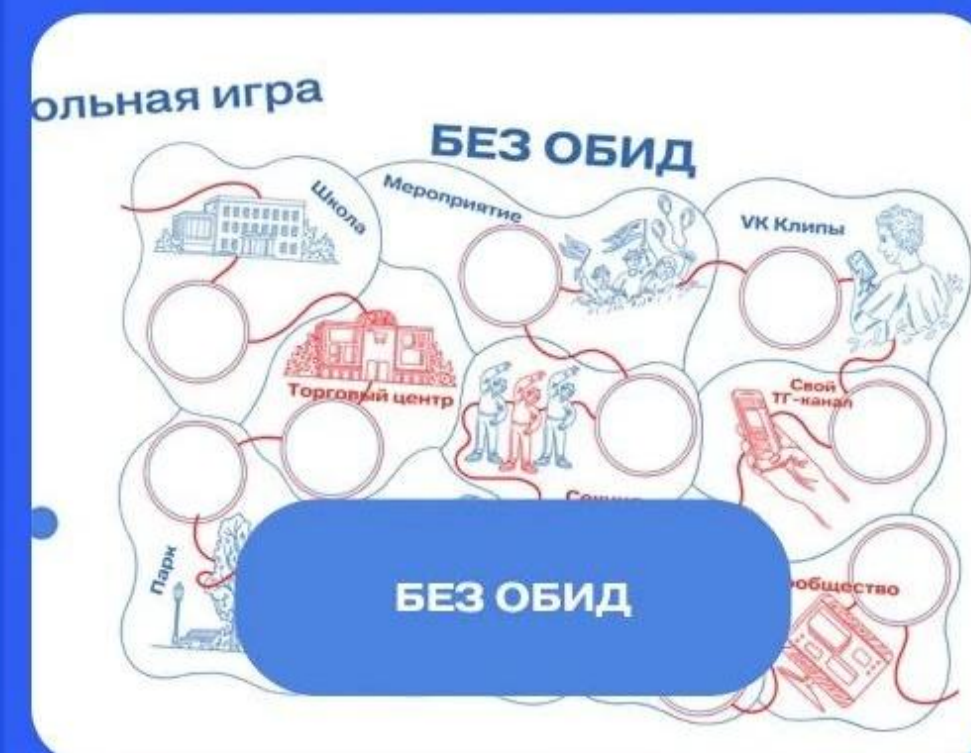 ольная игра
БЕЗ ОБИД
Школа
Мероприятие
VK Клипы
Торговый центр
Свой
ТГ-канал
Парк
ообщество
БЕЗ ОБИД